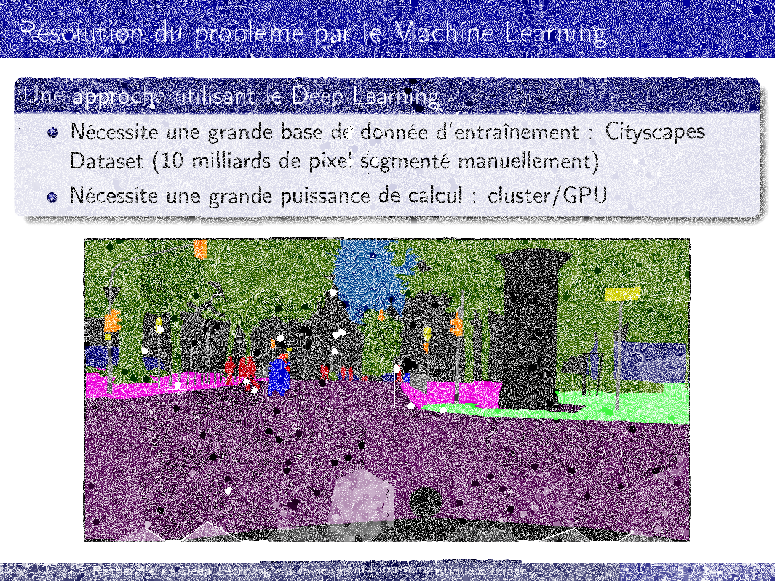 Résolution du problème par le Machine Learning
Une approche utilisant le Deep Learning
Nécessite une grande base de donnée d'entraînement : Cityscapes
Dataset (10 milliards de pixel segmenté manuellement)
Nécessite une grande puissance de calcul : cluster/GPU